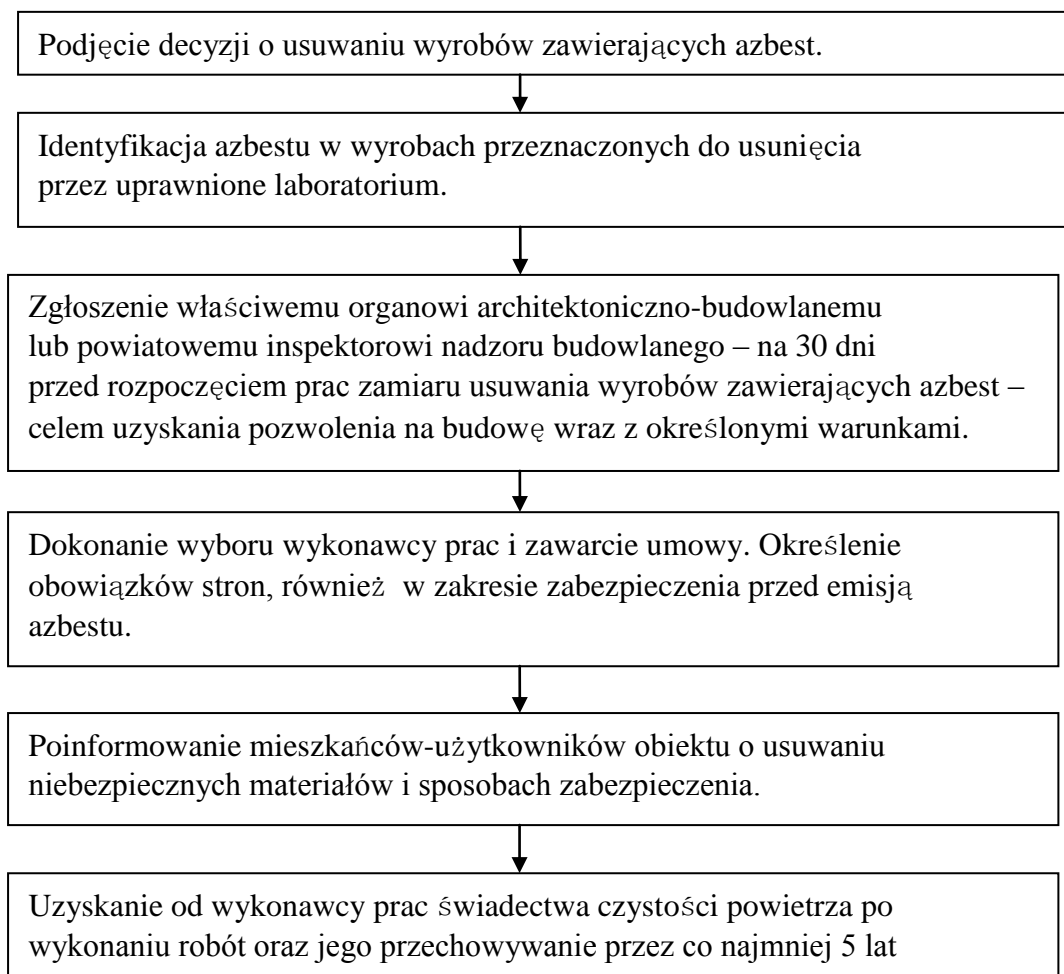 Podjęcie decyzji o usuwaniu wyrobów zawierających azbest.
Identyfikacja azbestu w wyrobach przeznaczonych do usunięcia
przez uprawnione laboratorium.
Zgłoszenie właściwemu organowi architektoniczno-budowlanemu
lub powiatowemu inspektorowi nadzoru budowlanego – na 30 dni
przed rozpoczęciem prac zamiaru usuwania wyrobów zawierających azbest –
celem uzyskania pozwolenia na budowę wraz z określonymi warunkami.
Dokonanie wyboru wykonawcy prac i zawarcie umowy. Określenie
obowiązków stron, również w zakresie zabezpieczenia przed emisją
azbestu.
Poinformowanie mieszkańców-użytkowników obiektu o usuwaniu
niebezpiecznych materiałów i sposobach zabezpieczenia.
Uzyskanie od wykonawcy prac świadectwa czystości powietrza po
wykonaniu robót oraz jego przechowywanie przez co najmniej 5 lat